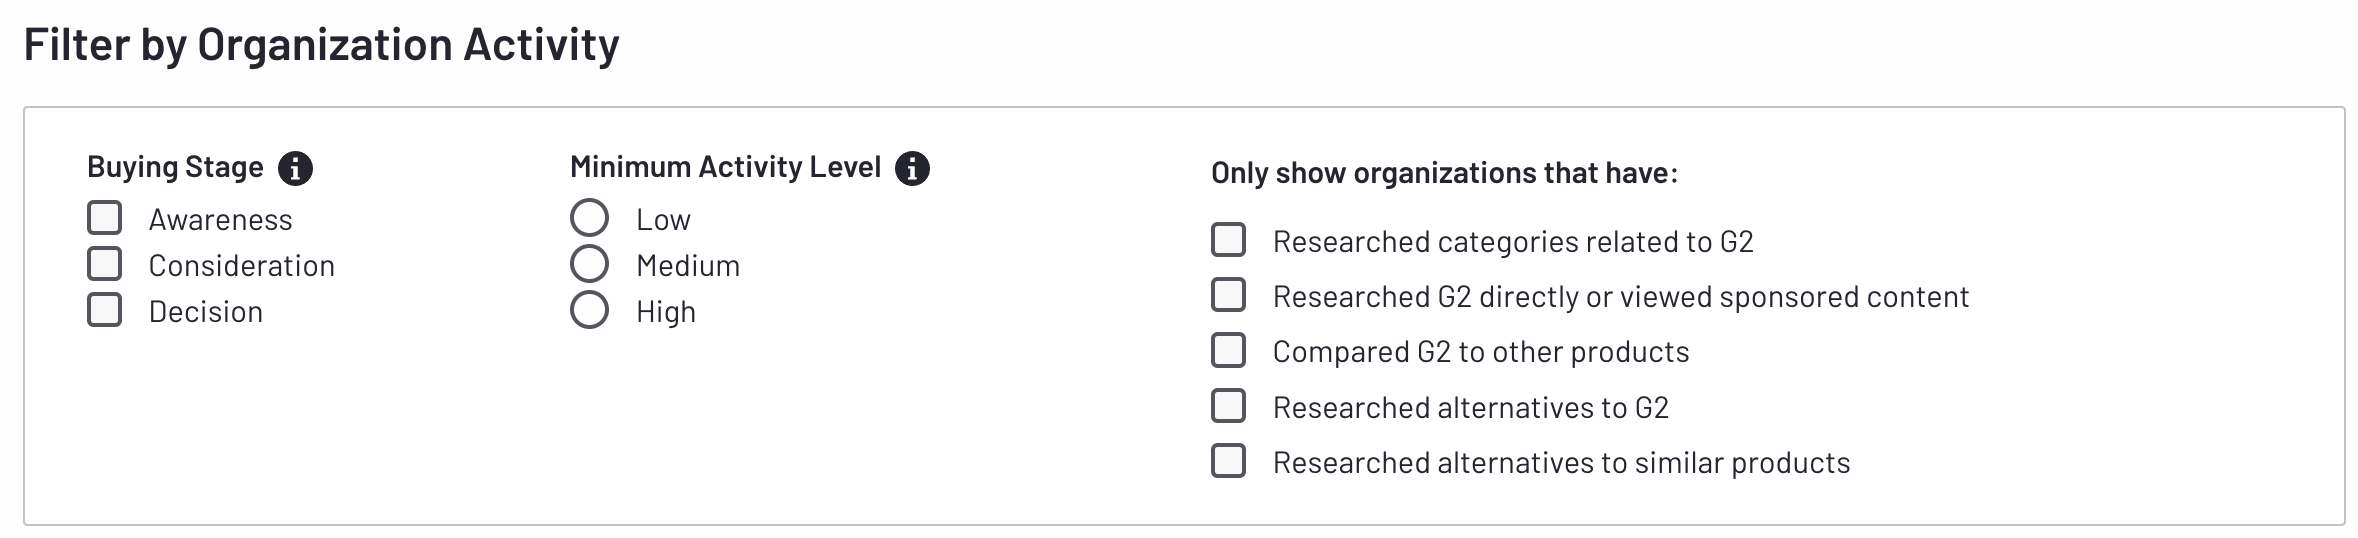 Filter by Organization Activity
Buying Stage
Awareness
Consideration
Decision
Minimum Activity Level
Low
Medium
High
Only show organizations that have:
Researched categories related to G2
Researched G2 directly or viewed sponsored content
Compared G2 to other products
Researched alternatives to G2
Researched alternatives to similar products